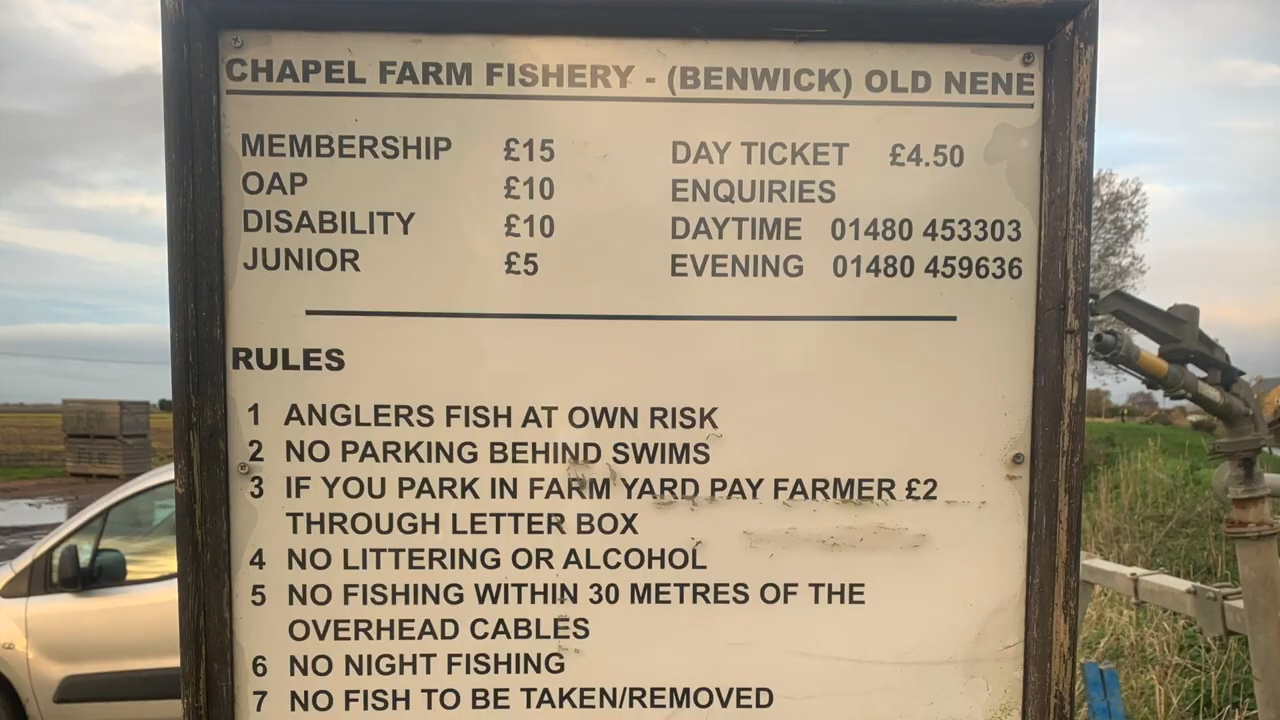 CHAPEL FARM FISHERY - (BENWICK) OLD NENE
MEMBERSHIP £15
OAP £10
DISABILITY £10
JUNIOR £5
DAY TICKET £4.50
ENQUIRIES
DAYTIME 01480 453303
EVENING 01480 459636
RULES
1 ANGLERS FISH AT OWN RISK
2 NO PARKING BEHIND SWIMS
3 IF YOU PARK IN FARM YARD PAY FARMER £2
THROUGH LETTER BOX
4 NO LITTERING OR ALCOHOL
5 NO FISHING WITHIN 30 METRES OF THE
OVERHEAD CABLES
6 NO NIGHT FISHING
7 NO FISH TO BE TAKEN/REMOVED